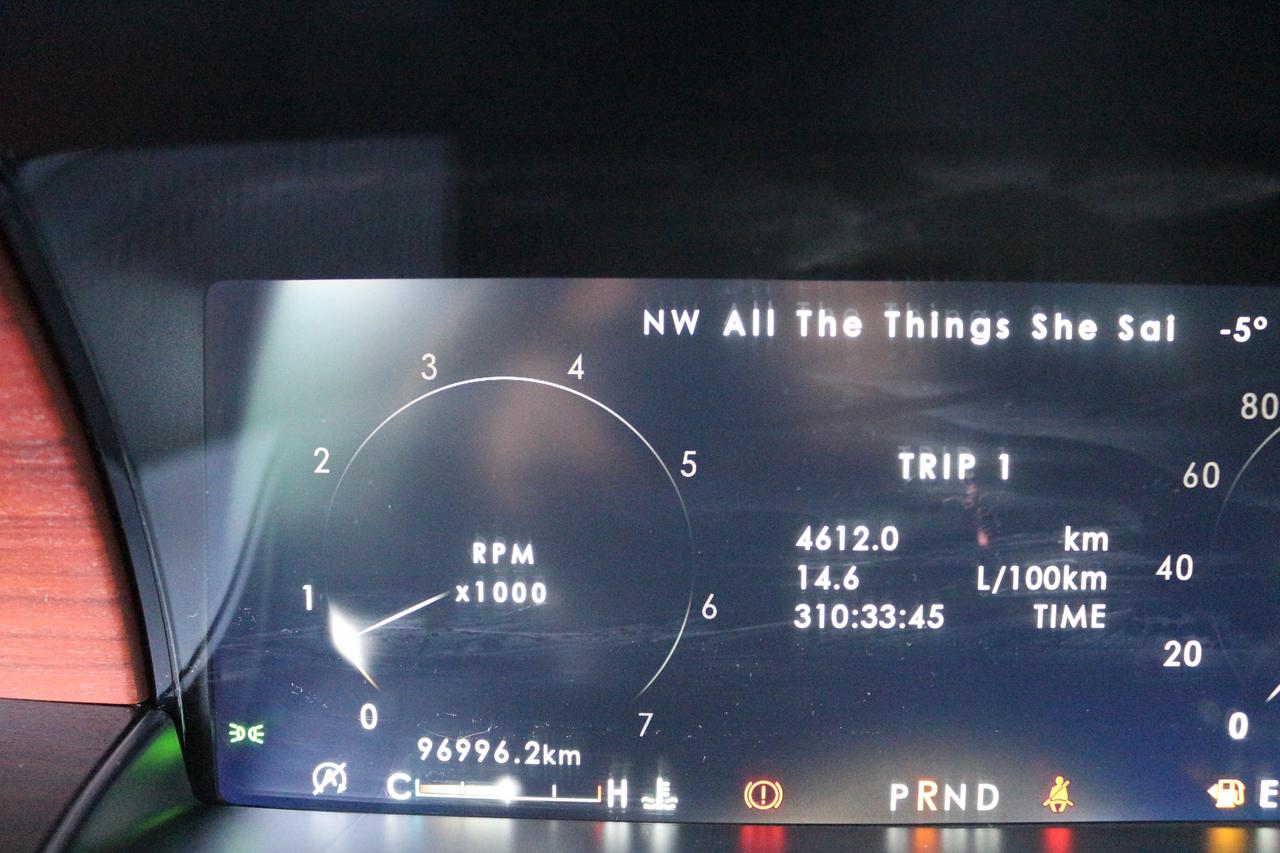 NW All The Things She Sai -5°
3 4
80
2 5
TRIP 1
60
4612.0 km
RPM
14.6 L/100km
40
x1000
1
6
310:33:45 TIME
20
0
7
0
96996.2km
A
C H
PRND
E